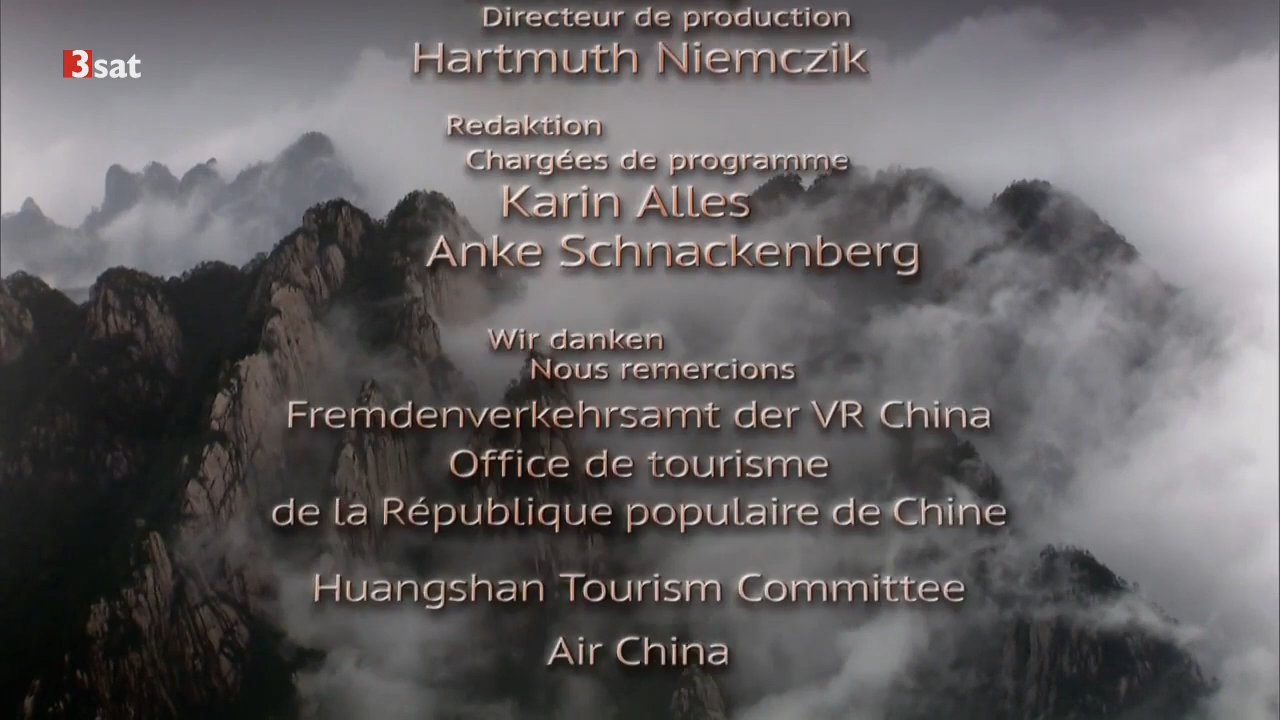 Directeur de production
3sat
Hartmuth Niemczik
Redaktion
Chargées de programme
Karin Alles
Anke Schnackenberg
Wir danken
Nous remercions
Fremdenverkehrsamt der VR China
Office de tourisme
de la République populaire de Chine
Huangshan Tourism Committee
Air China